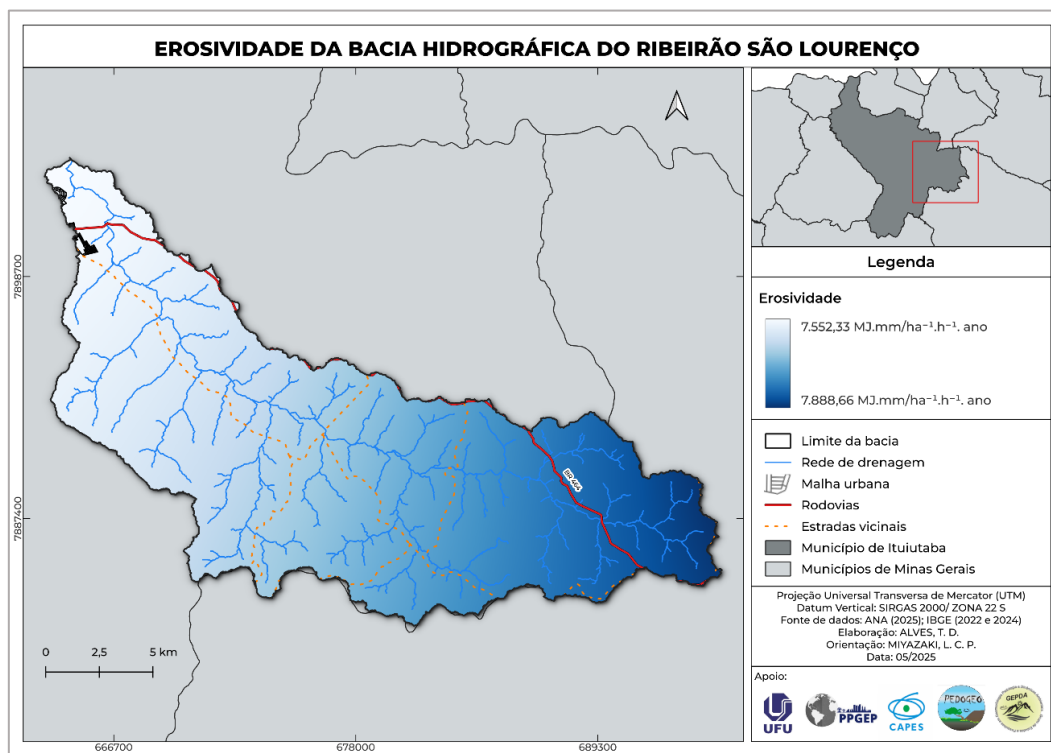 EROSIVIDADE DA BACIA HIDROGRÁFICA DO RIBEIRÃO SÃO LOURENÇO
7898700
7887400
BR 464
0 2,5 5 km
666700 678000 689300
Legenda
Erosividade
7.552,33 MJ.mm/ha⁻¹.h⁻¹. ano
7.888,66 MJ.mm/ha⁻¹.h⁻¹. ano
Limite da bacia
Rede de drenagem
Malha urbana
Rodovias
Estradas vicinais
Município de Ituiutaba
Municípios de Minas Gerais
Projeção Universal Transversa de Mercator (UTM)
Datum Vertical: SIRGAS 2000/ ZONA 22 S
Fonte de dados: ANA (2025); IBGE (2022 e 2024)
Elaboração: ALVES, T. D.
Orientação: MIYAZAKI, L. C. P.
Data: 05/2025
Apoio:
UFU
PPGEP
CAPES
PEDOGEO
GEPDA